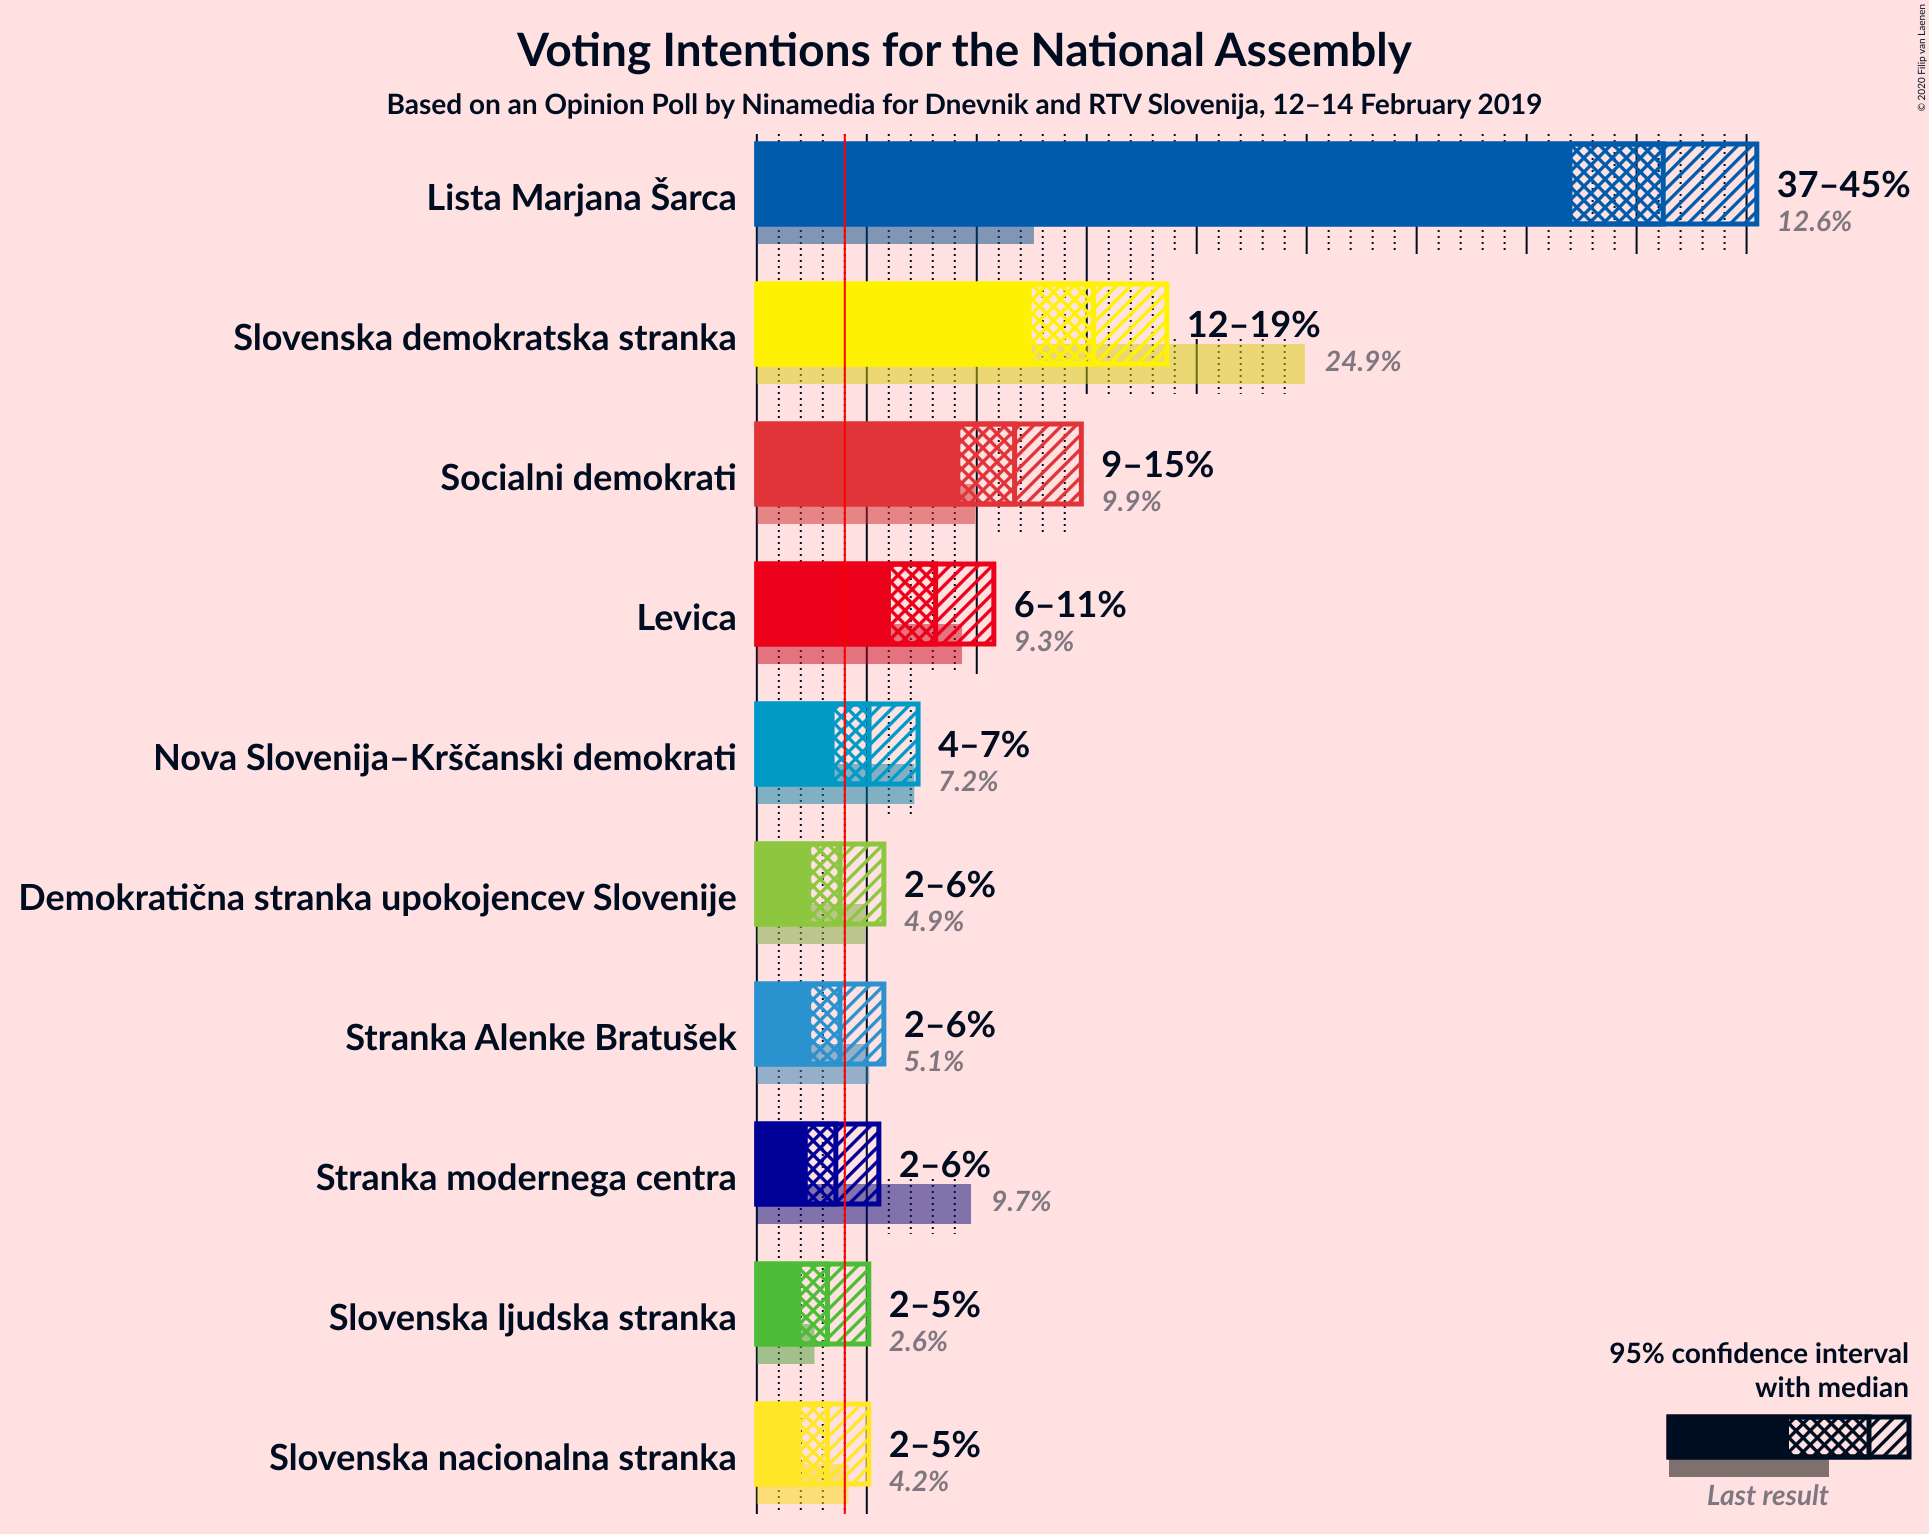 Voting Intentions for the National Assembly
Based on an Opinion Poll by Ninamedia for Dnevnik and RTV Slovenija, 12–14 February 2019
© 2020 Filip van Laenen
Lista Marjana Šarca
37–45%
12.6%
Slovenska demokratska stranka
12–19%
24.9%
Socialni demokrati
9–15%
9.9%
Levica
6–11%
9.3%
Nova Slovenija–Krščanski demokrati
4–7%
7.2%
Demokratična stranka upokojencev Slovenije
2–6%
4.9%
Stranka Alenke Bratušek
2–6%
5.1%
Stranka modernega centra
2–6%
9.7%
Slovenska ljudska stranka
2–5%
2.6%
Slovenska nacionalna stranka
2–5%
4.2%
95% confidence interval
with median
Last result